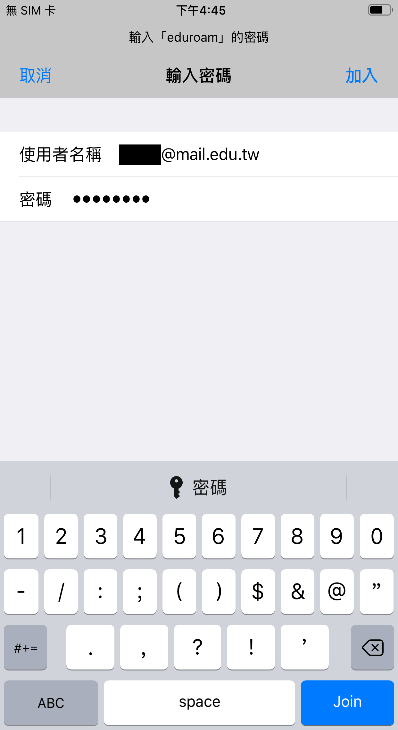 無 SIM 卡 下午4:45
輸入「eduroam」的密碼
取消 輸入密碼 加入
使用者名稱 @mail.edu.tw
密碼 ●●●●●●●●
密碼
1 2 3 4 5 6 7 8 9 0
- / : ; ( ) $ & @ ”
#+= . , ? ! ’
ABC space Join